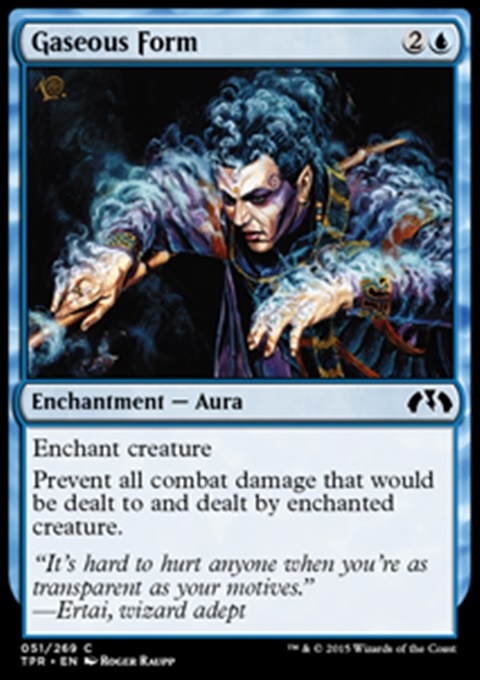 Gaseous Form 2
Enchantment — Aura
Enchant creature
Prevent all combat damage that would
be dealt to and dealt by enchanted
creature.
"It's hard to hurt anyone when you're as
transparent as your motives."
—Ertai, wizard adept
051/269 C
TPR • EN Roger Raupp
™ & © 2015 Wizards of the Coast